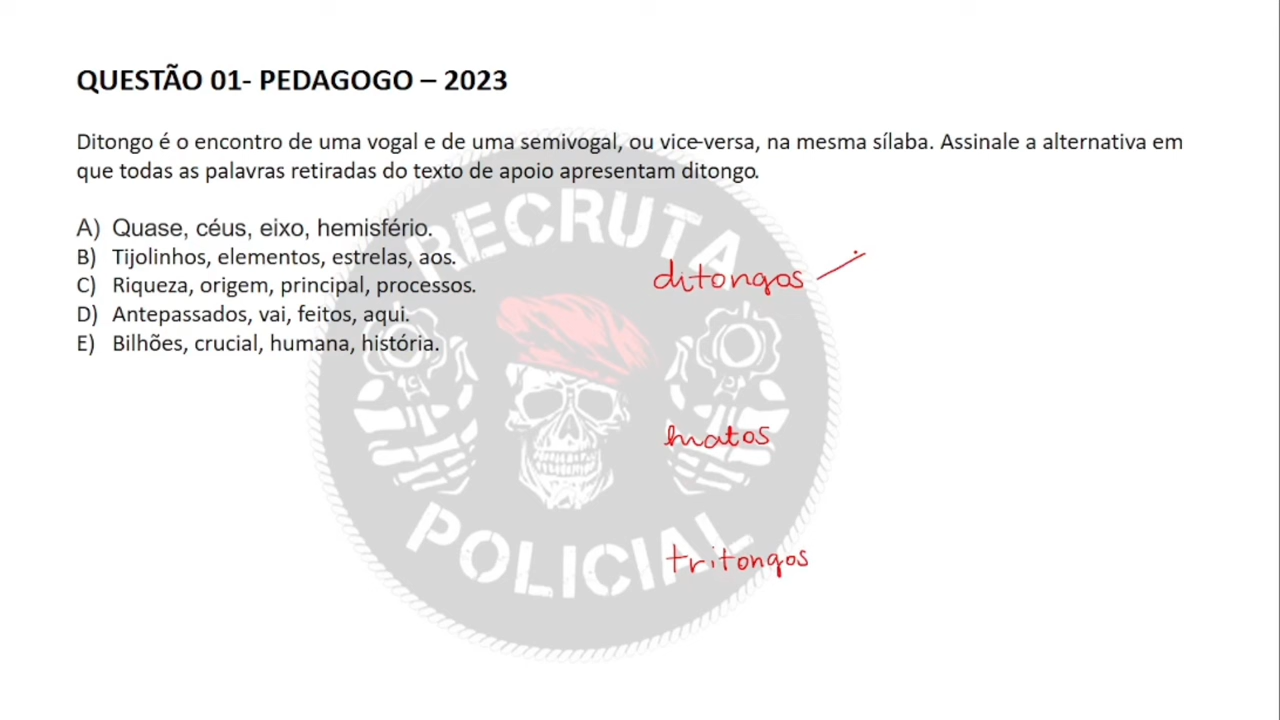 QUESTÃO 01- PEDAGOGO – 2023
Ditongo é o encontro de uma vogal e de uma semivogal, ou vice-versa, na mesma sílaba. Assinale a alternativa em
que todas as palavras retiradas do texto de apoio apresentam ditongo.
A) Quase, céus, eixo, hemisfério.
B) Tijolinhos, elementos, estrelas, aos.
C) Riqueza, origem, principal, processos.
D) Antepassados, vai, feitos, aqui.
E) Bilhões, crucial, humana, história.
RECRUTA
ditongos
hiatos
POLICIAL
tritongos